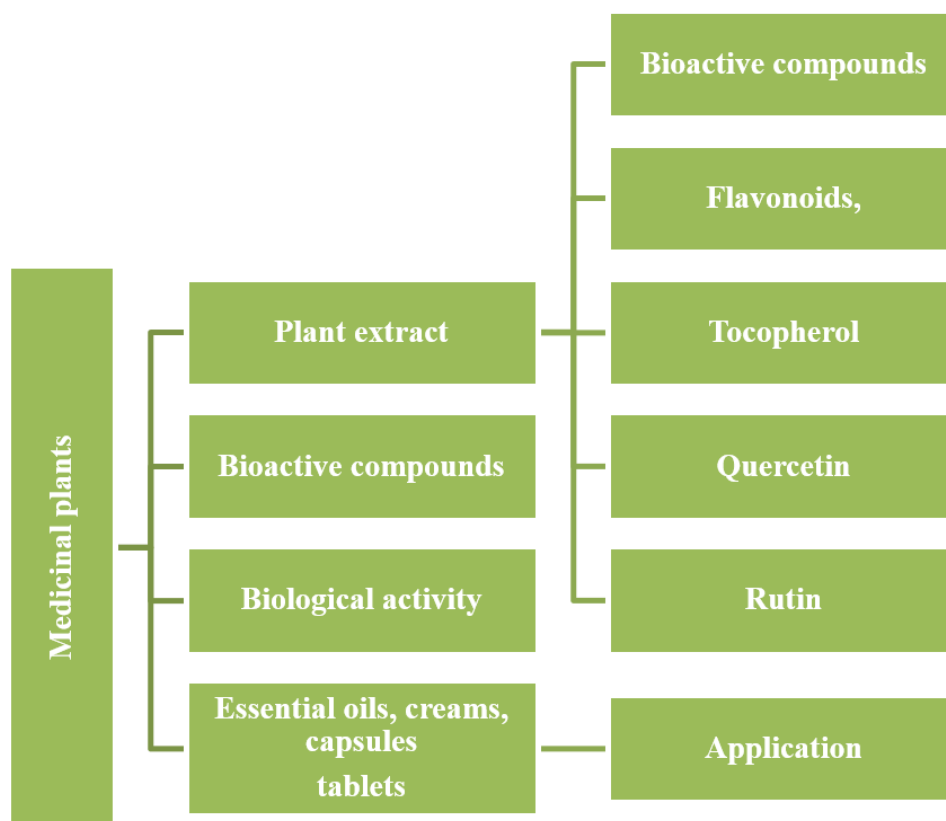 Medicinal plants
Plant extract
Bioactive compounds
Biological activity
Essential oils, creams,
capsules
tablets
Bioactive compounds
Flavonoids,
Tocopherol
Quercetin
Rutin
Application